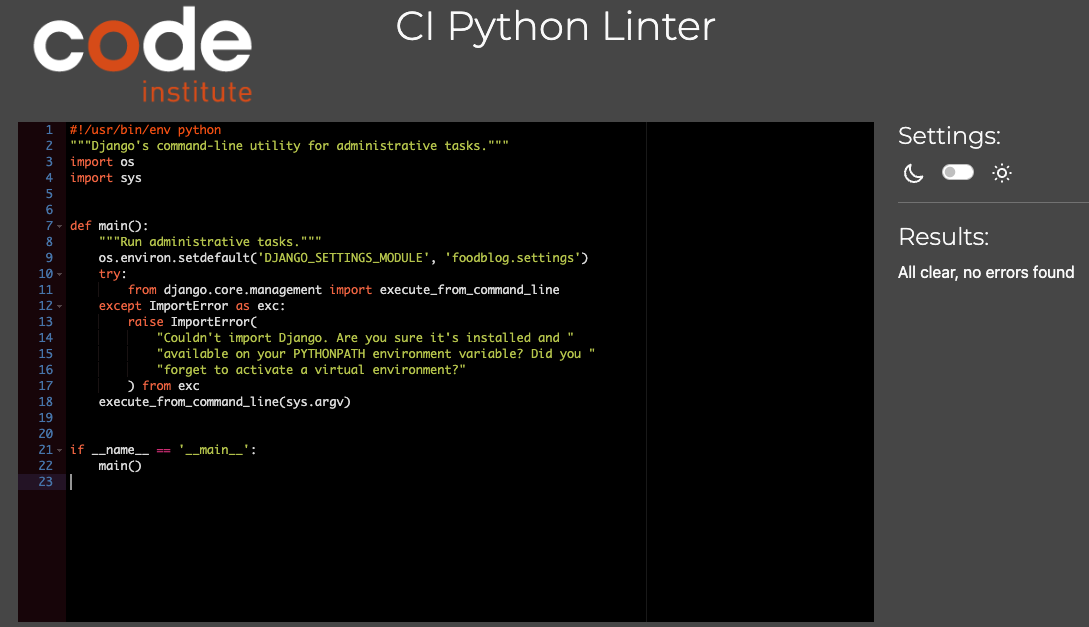 code
institute
CI Python Linter
1 #!/usr/bin/env python
2 """Django's command-line utility for administrative tasks."""
3 import os
4 import sys
5
6
7 def main():
8     """Run administrative tasks."""
9     os.environ.setdefault('DJANGO_SETTINGS_MODULE', 'foodblog.settings')
10     try:
11         from django.core.management import execute_from_command_line
12     except ImportError as exc:
13         raise ImportError(
14             "Couldn't import Django. Are you sure it's installed and "
15             "available on your PYTHONPATH environment variable? Did you "
16             "forget to activate a virtual environment?"
17         ) from exc
18     execute_from_command_line(sys.argv)
19
20
21 if __name__ == '__main__':
22     main()
23
Settings:
Results:
All clear, no errors found